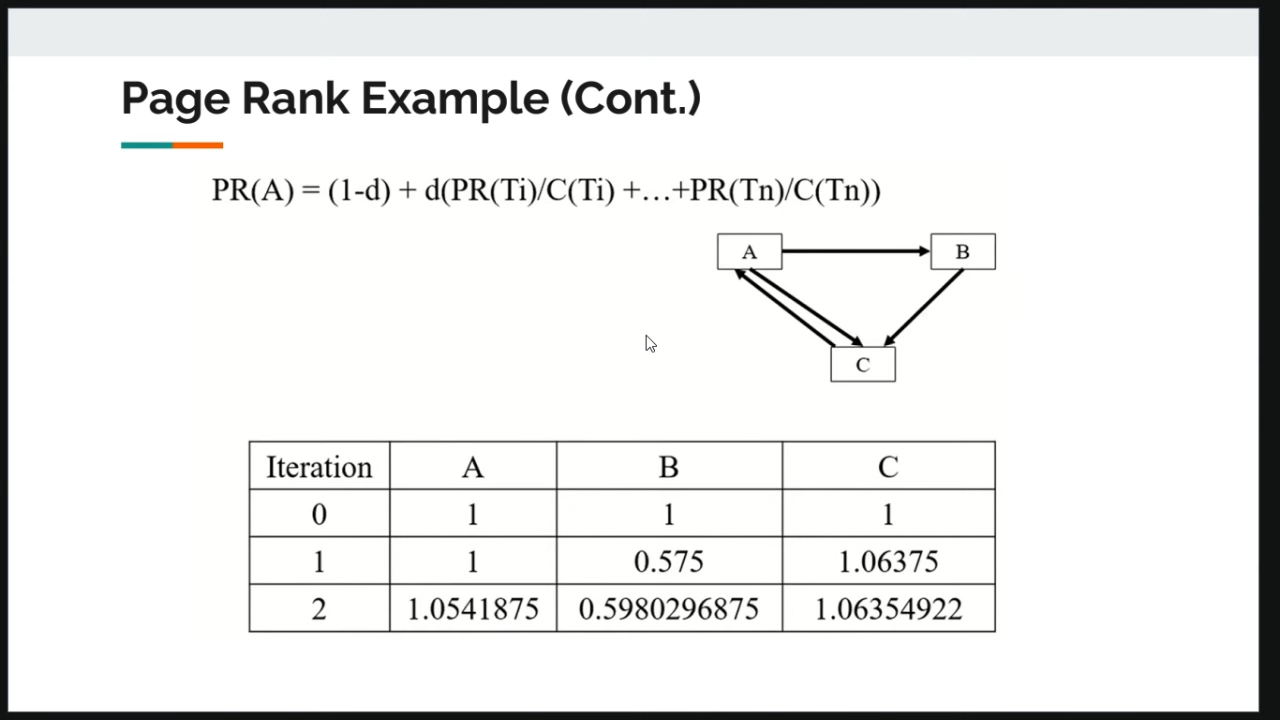 Page Rank Example (Cont.)
PR(A) = (1-d) + d(PR(Ti)/C(Ti) +…+PR(Tn)/C(Tn))
A
B
C
Iteration A B C
0 1 1 1
1 1 0.575 1.06375
2 1.0541875 0.5980296875 1.06354922